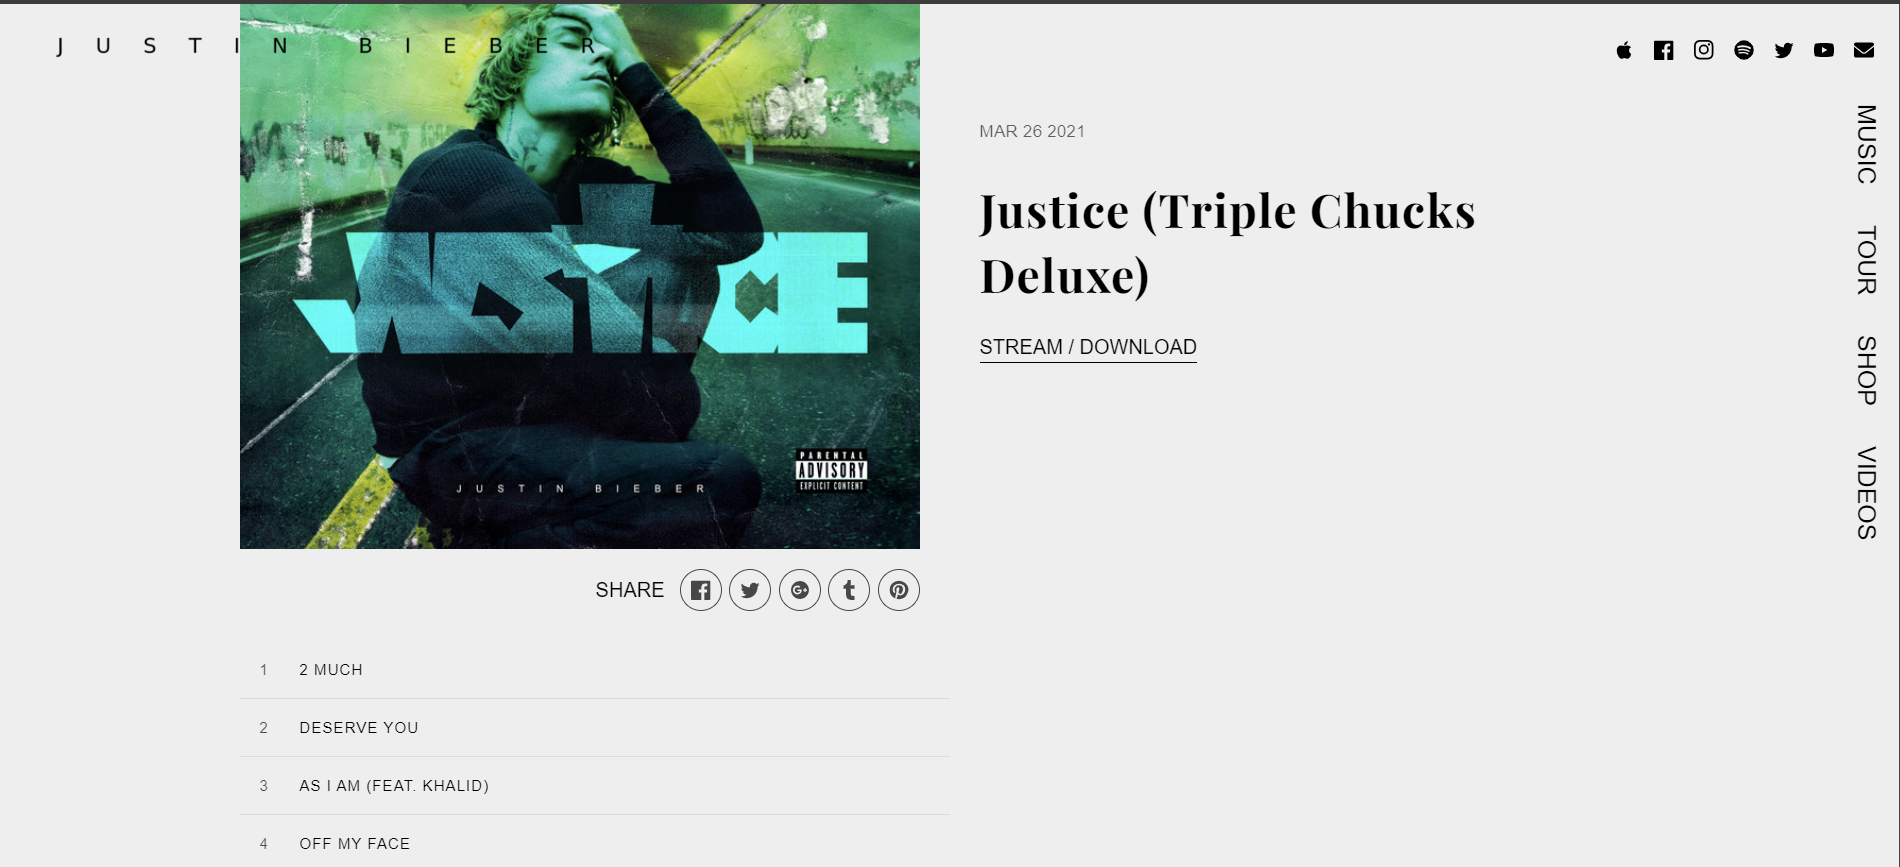 JUSTIN BIEBER
MAR 26 2021
Justice (Triple Chucks
Deluxe)
STREAM / DOWNLOAD
MUSIC
TOUR
SHOP
VIDEOS
JUSTICE
JUSTIN BIEBER
PARENTAL
ADVISORY
EXPLICIT CONTENT
SHARE
1 2 MUCH
2 DESERVE YOU
3 AS I AM (FEAT. KHALID)
4 OFF MY FACE